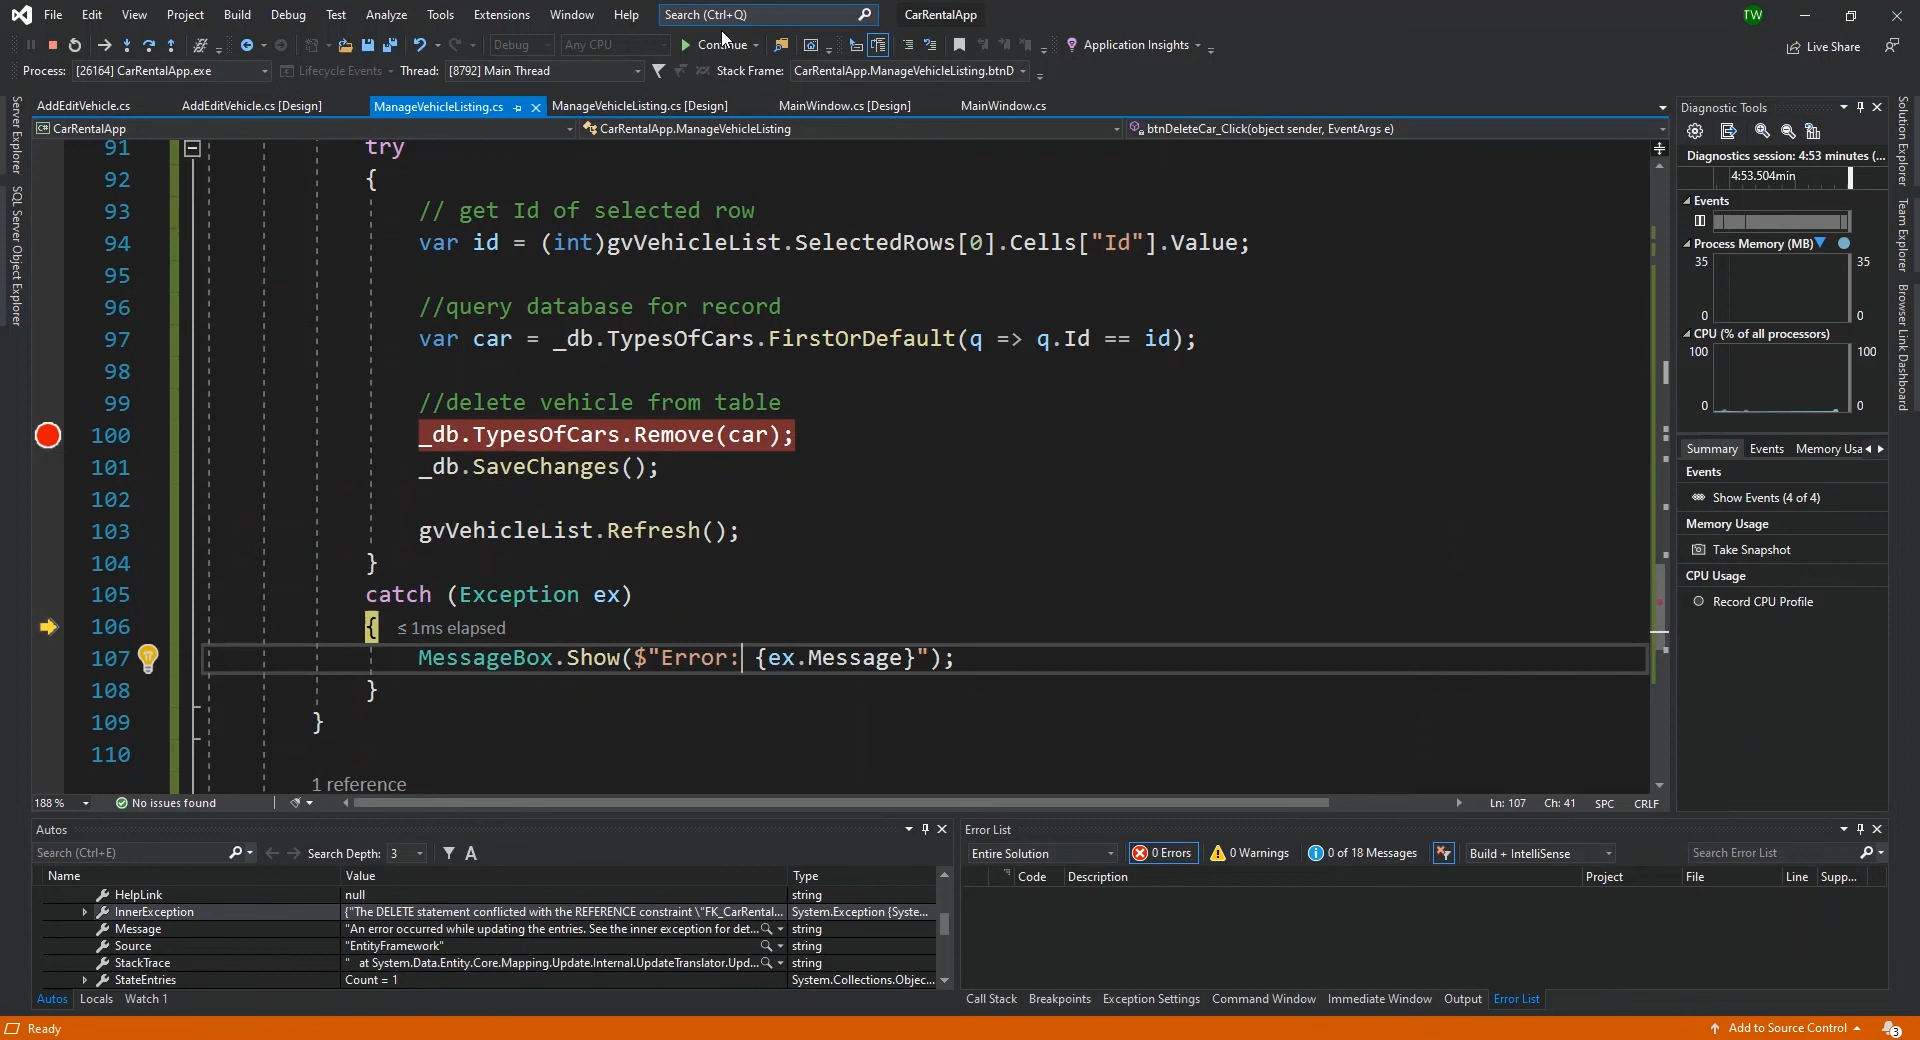 File Edit View Project Build Debug Test Analyze Tools Extensions Window Help Search (Ctrl+Q) CarRentalApp TW
Debug Any CPU Continue Application Insights Live Share
Process: [26164] CarRentalApp.exe Lifecycle Events Thread: [8792] Main Thread Stack Frame: CarRentalApp.ManageVehicleListing.btnD
AddEditVehicle.cs AddEditVehicle.cs [Design] ManageVehicleListing.cs ManageVehicleListing.cs [Design] MainWindow.cs [Design] MainWindow.cs
CarRentalApp CarRentalApp.ManageVehicleListing btnDeleteCar_Click(object sender, EventArgs e)
Server Explorer
SQL Server Object Explorer
91 try
92 {
93 // get Id of selected row
94 var id = (int)gvVehicleList.SelectedRows[0].Cells["Id"].Value;
95
96 //query database for record
97 var car = _db.TypesOfCars.FirstOrDefault(q => q.Id == id);
98
99 //delete vehicle from table
100 _db.TypesOfCars.Remove(car);
101 _db.SaveChanges();
102
103 gvVehicleList.Refresh();
104 }
105 catch (Exception ex)
106 { ≤ 1ms elapsed
107 MessageBox.Show($"Error: {ex.Message}");
108 }
109 }
110
1 reference
188 % No issues found Ln: 107 Ch: 41 SPC CRLF
Diagnostic Tools
Diagnostics session: 4:53 minutes (...
4:53.504min
Events
Process Memory (MB)
35 35
0 0
CPU (% of all processors)
100 100
0 0
Summary Events Memory Usa
Events
Show Events (4 of 4)
Memory Usage
Take Snapshot
CPU Usage
Record CPU Profile
Solution Explorer
Team Explorer
Browser Link Dashboard
Autos
Search (Ctrl+E) Search Depth: 3 A
Name Value Type
HelpLink null string
InnerException {"The DELETE statement conflicted with the REFERENCE constraint \"FK_CarRental... System.Exception {Syste...
Message "An error occurred while updating the entries. See the inner exception for det... string
Source "EntityFramework" string
StackTrace " at System.Data.Entity.Core.Mapping.Update.Internal.UpdateTranslator.Upd... string
StateEntries Count = 1 System.Collections.Objec...
Autos Locals Watch 1
Error List
Entire Solution 0 Errors 0 Warnings 0 of 18 Messages Build + IntelliSense Search Error List
Code Description Project File Line Supp...
Call Stack Breakpoints Exception Settings Command Window Immediate Window Output Error List
Ready Add to Source Control 3